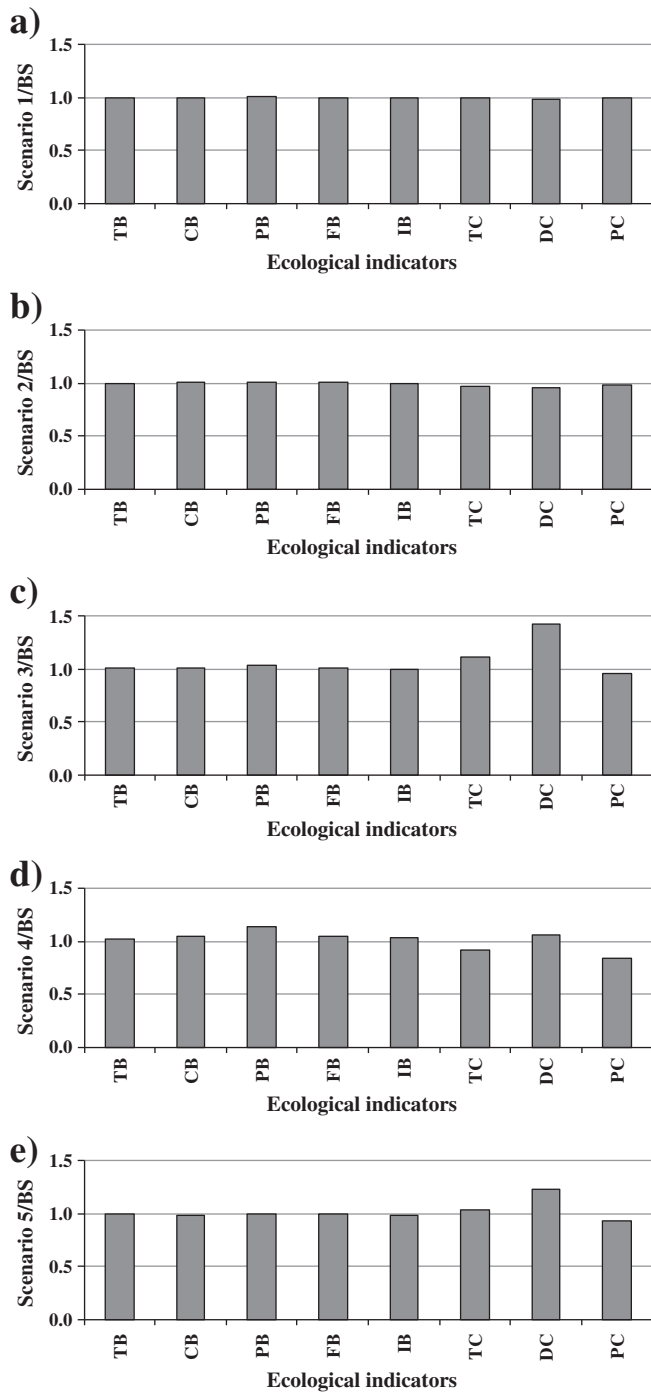 a)
Scenario 1/BS
1.5
1.0
0.5
0.0
TB CB PB FB IB TC DC PC
Ecological indicators
b)
Scenario 2/BS
1.5
1.0
0.5
0.0
TB CB PB FB IB TC DC PC
Ecological indicators
c)
Scenario 3/BS
1.5
1.0
0.5
0.0
TB CB PB FB IB TC DC PC
Ecological indicators
d)
Scenario 4/BS
1.5
1.0
0.5
0.0
TB CB PB FB IB TC DC PC
Ecological indicators
e)
Scenario 5/BS
1.5
1.0
0.5
0.0
TB CB PB FB IB TC DC PC
Ecological indicators